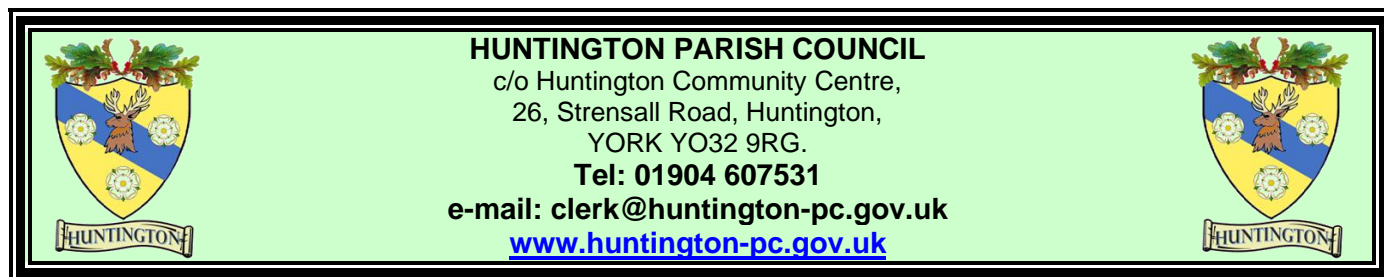 HUNTINGTON PARISH COUNCIL
c/o Huntington Community Centre,
26, Strensall Road, Huntington,
YORK YO32 9RG.
Tel: 01904 607531
e-mail: clerk@huntington-pc.gov.uk
www.huntington-pc.gov.uk
HUNTINGTON
HUNTINGTON